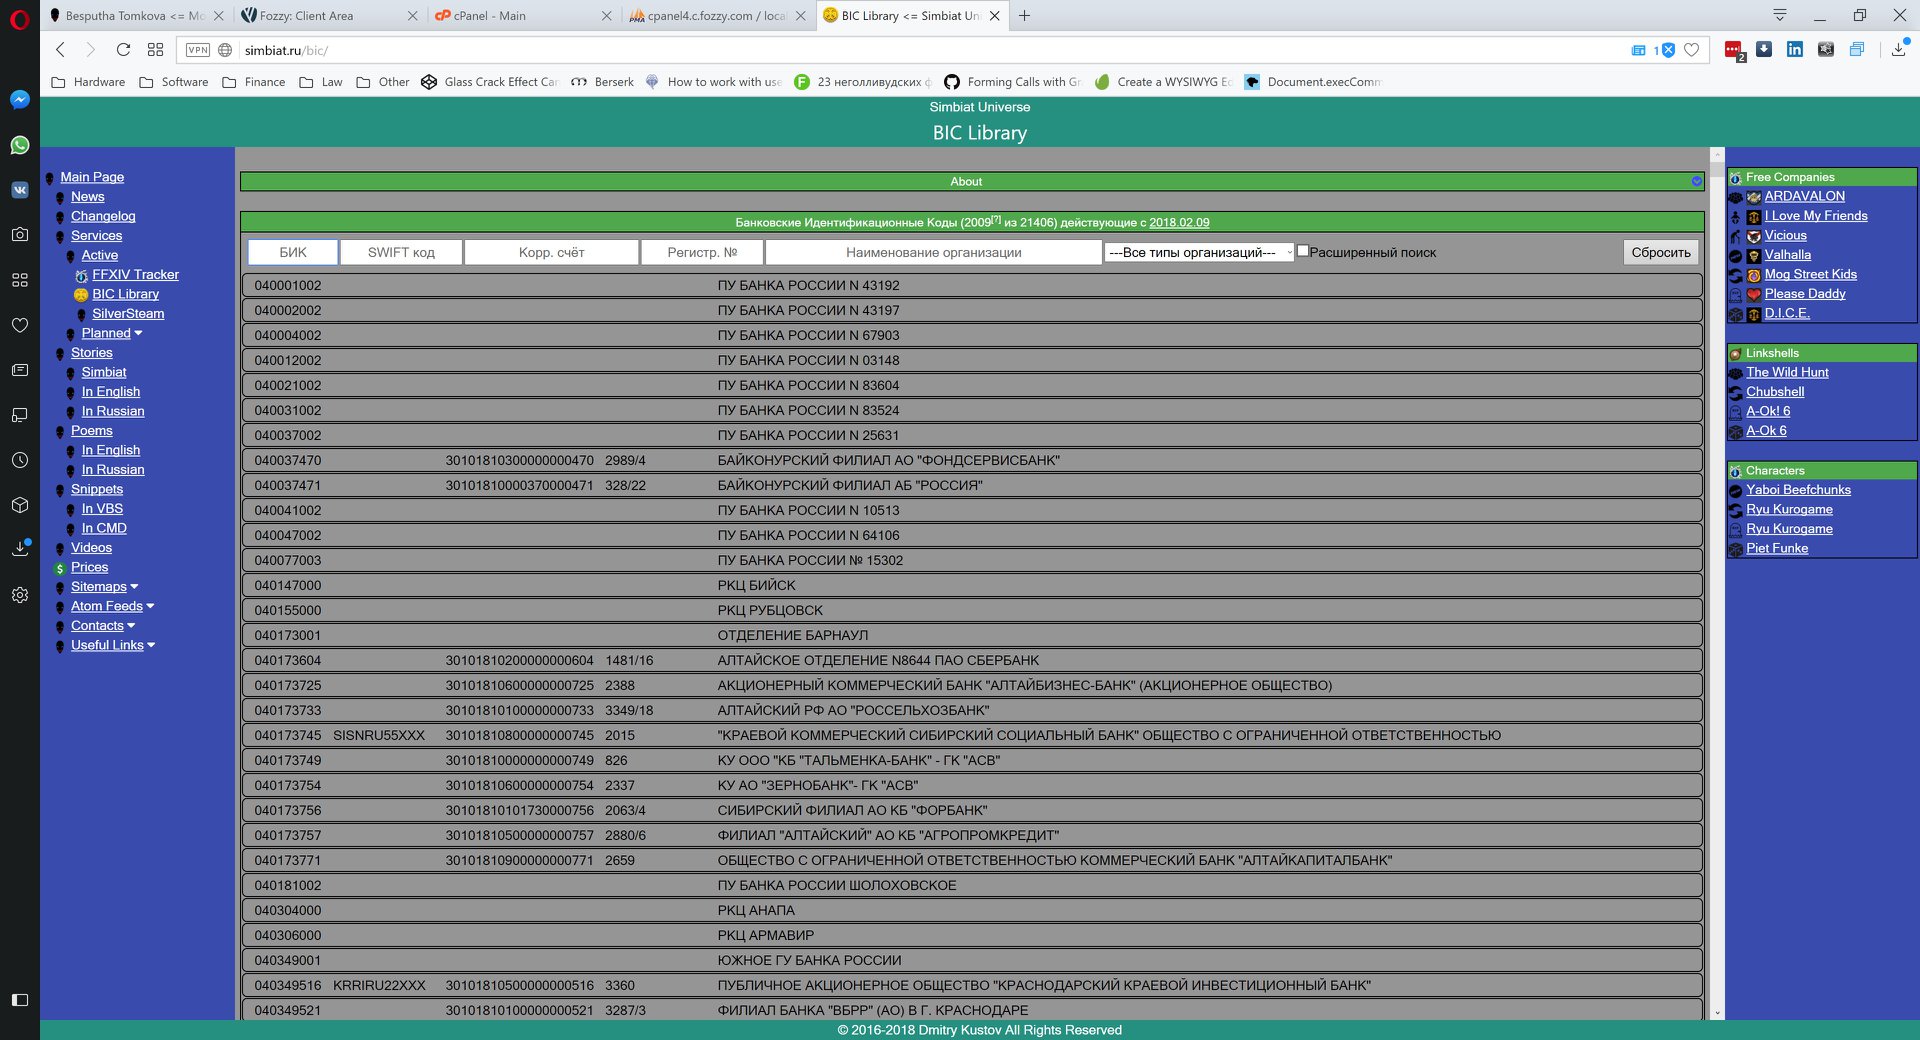 Besputha Tomkova <= Mo
Fozzy: Client Area
cPanel - Main
cpanel4.c.fozzy.com / loca
BIC Library <= Simbiat Un
VPN
simbiat.ru/bic/
1
2
Hardware
Software
Finance
Law
Other
Glass Crack Effect Can
Berserk
How to work with use
23 неголливудских ф
Forming Calls with Gr
Create a WYSIWYG Ed
Document.execComm
Simbiat Universe
BIC Library
Main Page
News
Changelog
Services
Active
FFXIV Tracker
BIC Library
SilverSteam
Planned
Stories
Simbiat
In English
In Russian
Poems
In English
In Russian
Snippets
In VBS
In CMD
Videos
Prices
Sitemaps
Atom Feeds
Contacts
Useful Links
About
Банковские Идентификационные Коды (2009[?] из 21406) действующие с 2018.02.09
БИК SWIFT код Корр. счёт Регистр. № Наименование организации ---Все типы организаций--- Расширенный поиск Сбросить
040001002 ПУ БАНКА РОССИИ N 43192
040002002 ПУ БАНКА РОССИИ N 43197
040004002 ПУ БАНКА РОССИИ N 67903
040012002 ПУ БАНКА РОССИИ N 03148
040021002 ПУ БАНКА РОССИИ N 83604
040031002 ПУ БАНКА РОССИИ N 83524
040037002 ПУ БАНКА РОССИИ N 25631
040037470 30101810300000000470 2989/4 БАЙКОНУРСКИЙ ФИЛИАЛ АО "ФОНДСЕРВИСБАНК"
040037471 30101810000370000471 328/22 БАЙКОНУРСКИЙ ФИЛИАЛ АБ "РОССИЯ"
040041002 ПУ БАНКА РОССИИ N 10513
040047002 ПУ БАНКА РОССИИ N 64106
040077003 ПУ БАНКА РОССИИ № 15302
040147000 РКЦ БИЙСК
040155000 РКЦ РУБЦОВСК
040173001 ОТДЕЛЕНИЕ БАРНАУЛ
040173604 30101810200000000604 1481/16 АЛТАЙСКОЕ ОТДЕЛЕНИЕ N8644 ПАО СБЕРБАНК
040173725 30101810600000000725 2388 АКЦИОНЕРНЫЙ КОММЕРЧЕСКИЙ БАНК "АЛТАЙБИЗНЕС-БАНК" (АКЦИОНЕРНОЕ ОБЩЕСТВО)
040173733 30101810100000000733 3349/18 АЛТАЙСКИЙ РФ АО "РОССЕЛЬХОЗБАНК"
040173745 SISNRU55XXX 30101810800000000745 2015 "КРАЕВОЙ КОММЕРЧЕСКИЙ СИБИРСКИЙ СОЦИАЛЬНЫЙ БАНК" ОБЩЕСТВО С ОГРАНИЧЕННОЙ ОТВЕТСТВЕННОСТЬЮ
040173749 30101810000000000749 826 КУ ООО "КБ "ТАЛЬМЕНКА-БАНК" - ГК "АСВ"
040173754 30101810600000000754 2337 КУ АО "ЗЕРНОБАНК"- ГК "АСВ"
040173756 30101810101730000756 2063/4 СИБИРСКИЙ ФИЛИАЛ АО КБ "ФОРБАНК"
040173757 30101810500000000757 2880/6 ФИЛИАЛ "АЛТАЙСКИЙ" АО КБ "АГРОПРОМКРЕДИТ"
040173771 30101810900000000771 2659 ОБЩЕСТВО С ОГРАНИЧЕННОЙ ОТВЕТСТВЕННОСТЬЮ КОММЕРЧЕСКИЙ БАНК "АЛТАЙКАПИТАЛБАНК"
040181002 ПУ БАНКА РОССИИ ШОЛОХОВСКОЕ
040304000 РКЦ АНАПА
040306000 РКЦ АРМАВИР
040349001 ЮЖНОЕ ГУ БАНКА РОССИИ
040349516 KRRIRU22XXX 30101810500000000516 3360 ПУБЛИЧНОЕ АКЦИОНЕРНОЕ ОБЩЕСТВО "КРАСНОДАРСКИЙ КРАЕВОЙ ИНВЕСТИЦИОННЫЙ БАНК"
040349521 30101810100000000521 3287/3 ФИЛИАЛ БАНКА "ВБРР" (АО) В Г. КРАСНОДАРЕ
Free Companies
ARDAVALON
I Love My Friends
Vicious
Valhalla
Mog Street Kids
Please Daddy
D.I.C.E.
Linkshells
The Wild Hunt
Chubshell
A-Ok! 6
A-Ok 6
Characters
Yaboi Beefchunks
Ryu Kurogame
Ryu Kurogame
Piet Funke
© 2016-2018 Dmitry Kustov All Rights Reserved